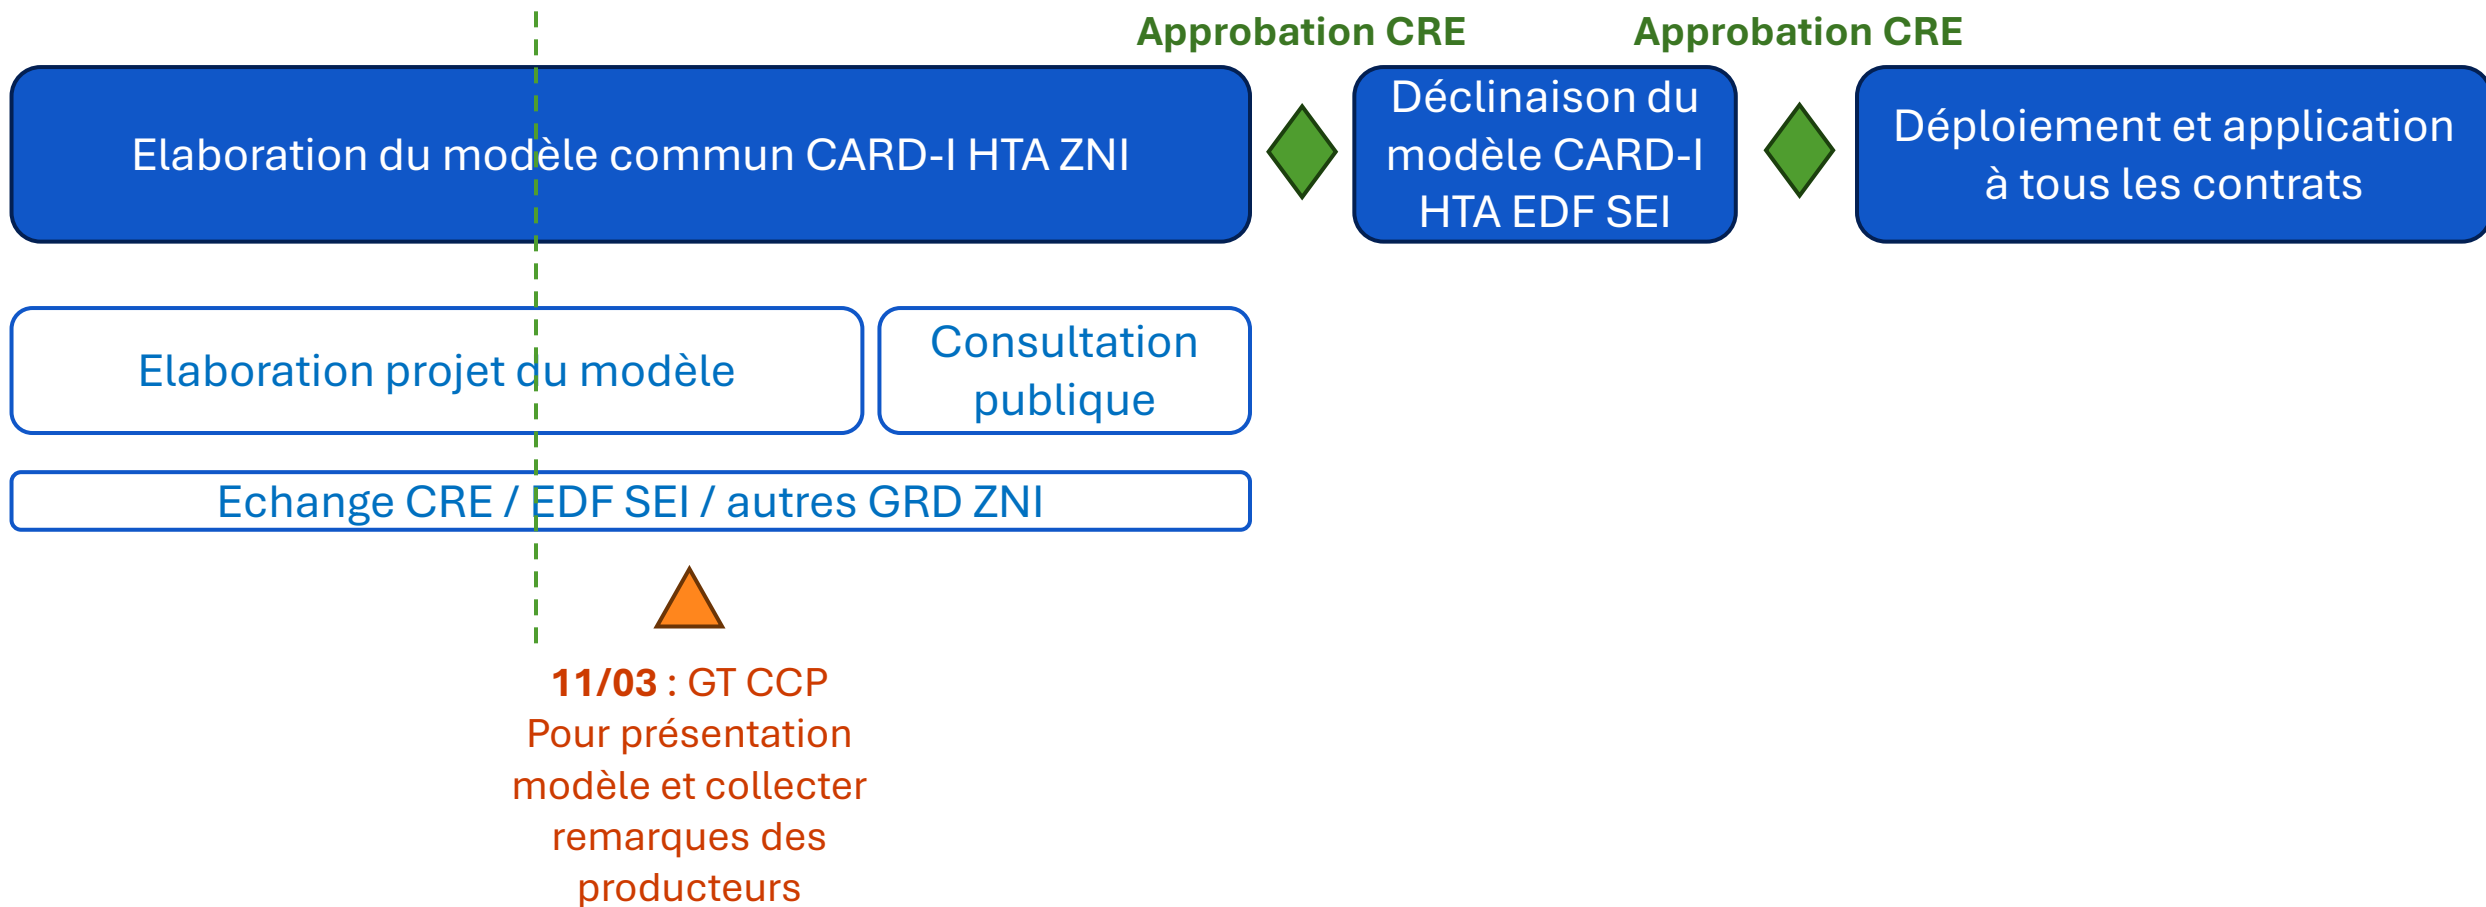 Approbation CRE
Approbation CRE
Elaboration du modèle commun CARD-I HTA ZNI
Déclinaison du
modèle CARD-I
HTA EDF SEI
Déploiement et application
à tous les contrats
Elaboration projet du modèle
Consultation
publique
Echange CRE / EDF SEI / autres GRD ZNI
11/03 : GT CCP
Pour présentation
modèle et collecter
remarques des
producteurs